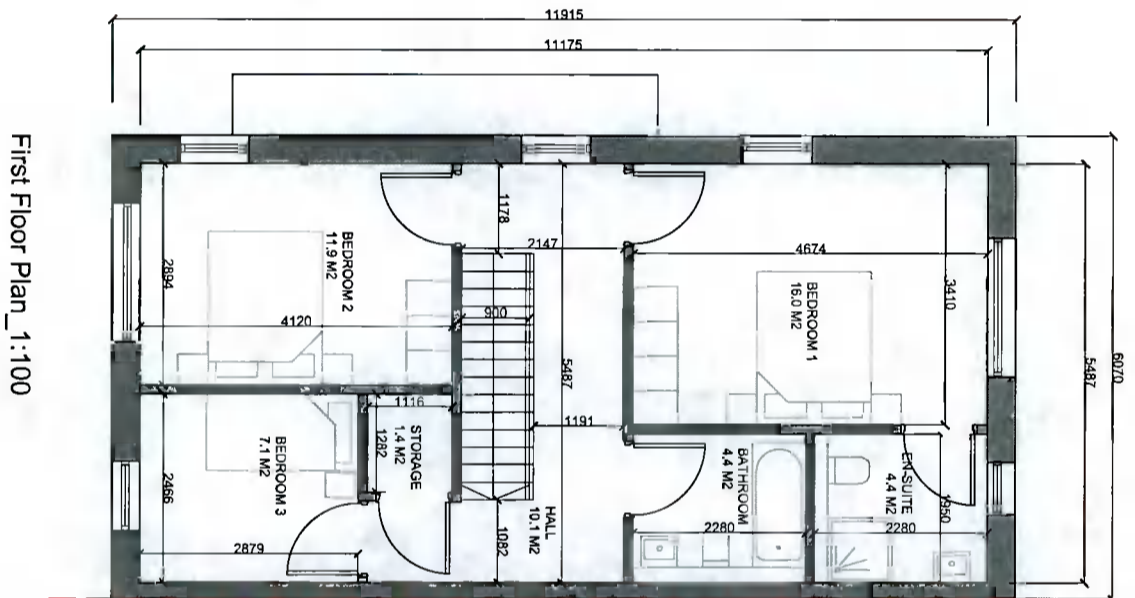 First Floor Plan_1:100
11915
11175
6070
5487
BEDROOM 2
11.9 M2
2894
4120
1178
2147
900
5487
1191
4674
3410
BEDROOM 1
16.0 M2
BEDROOM 3
7.1 M2
2466
2879
1116
1282
STORAGE
1.4 M2
HALL
10.1 M2
1082
BATHROOM
4.4 M2
2280
EN-SUITE
4.4 M2
1950
2280